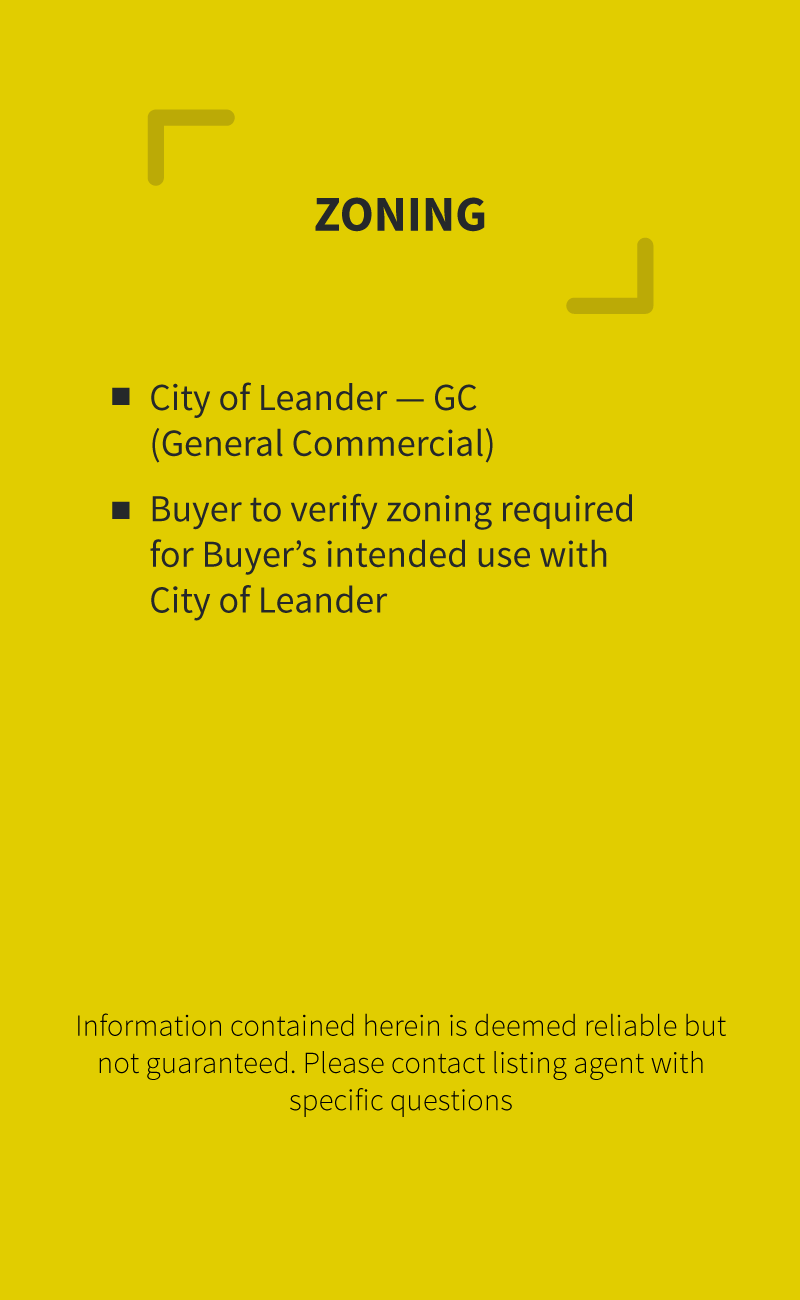 ZONING
■ City of Leander — GC
(General Commercial)
■ Buyer to verify zoning required
for Buyer’s intended use with
City of Leander
Information contained herein is deemed reliable but
not guaranteed. Please contact listing agent with
specific questions